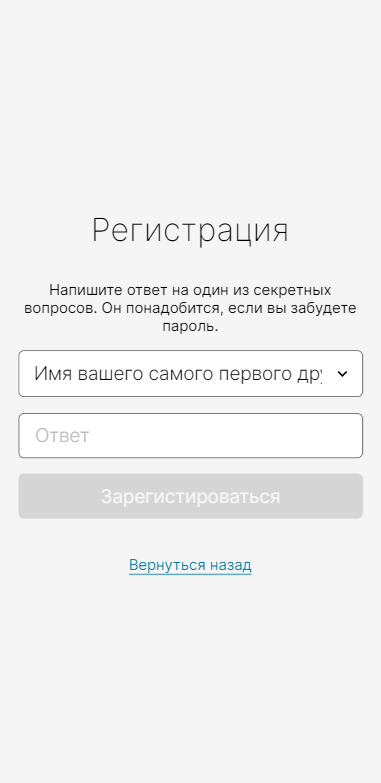 Регистрация
Напишите ответ на один из секретных
вопросов. Он понадобится, если вы забудете
пароль.
Имя вашего самого первого дру
Ответ
Зарегистироваться
Вернуться назад